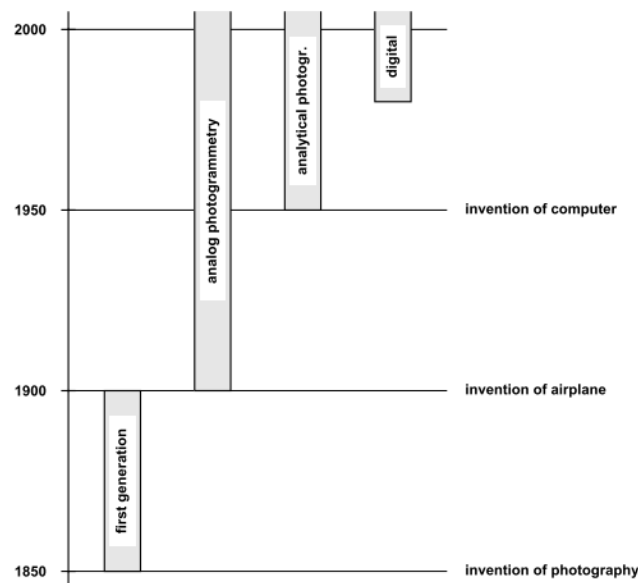 2000
analog photogrammetry
analytical photogr.
digital
1950
invention of computer
1900
invention of airplane
first generation
1850
invention of photography